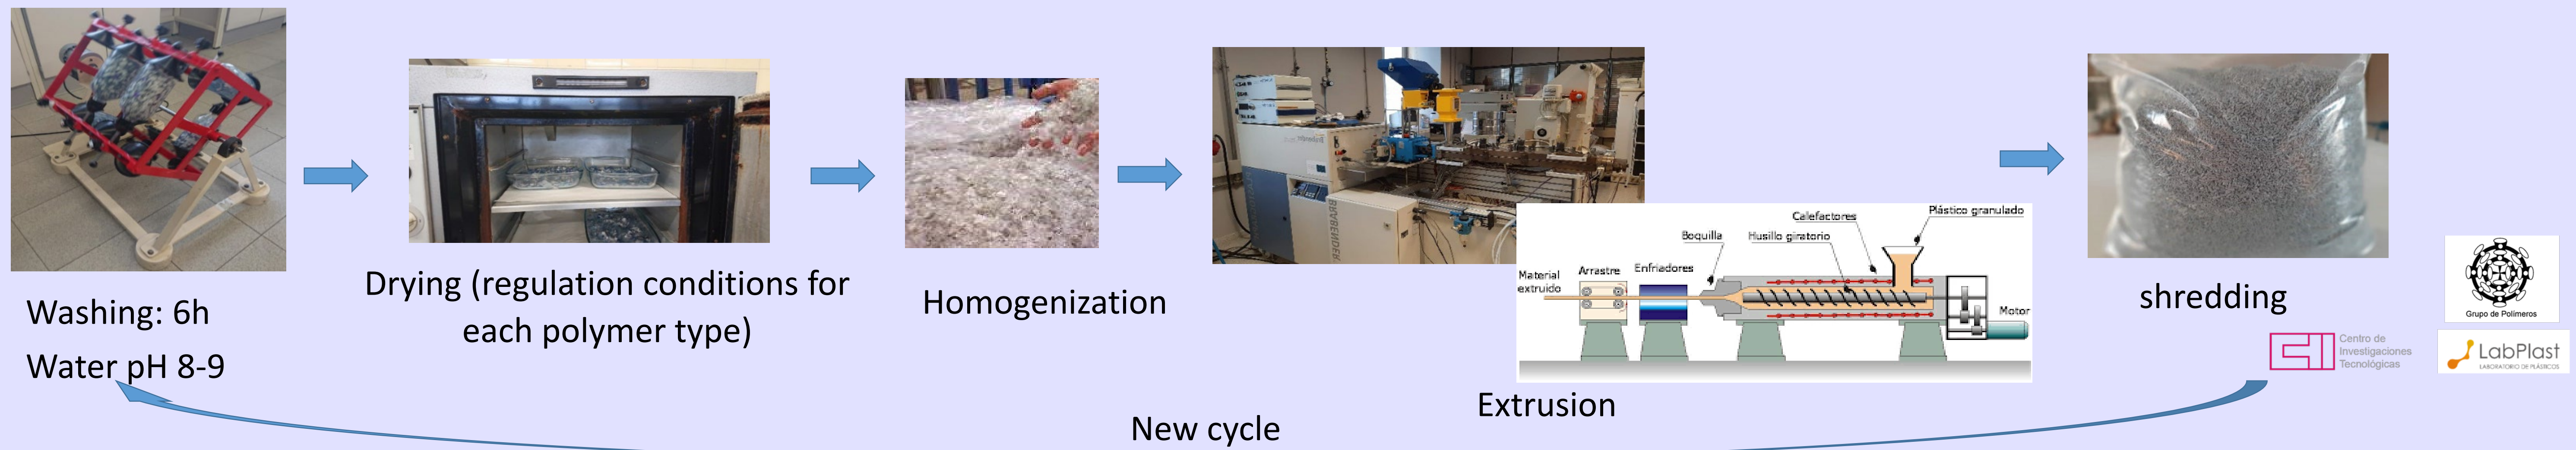 Washing: 6h
Water pH 8-9
Drying (regulation conditions for
each polymer type)
Homogenization
BRABENDER
Plástico granulado
Calefactores
Boquilla
Husillo giratorio
Material
extruido
Arrastre
Enfriadores
Motor
Extrusion
shredding
New cycle
Grupo de Polímeros
Centro de
Investigaciones
Tecnológicas
LabPlast
LABORATORIO DE PLÁSTICOS